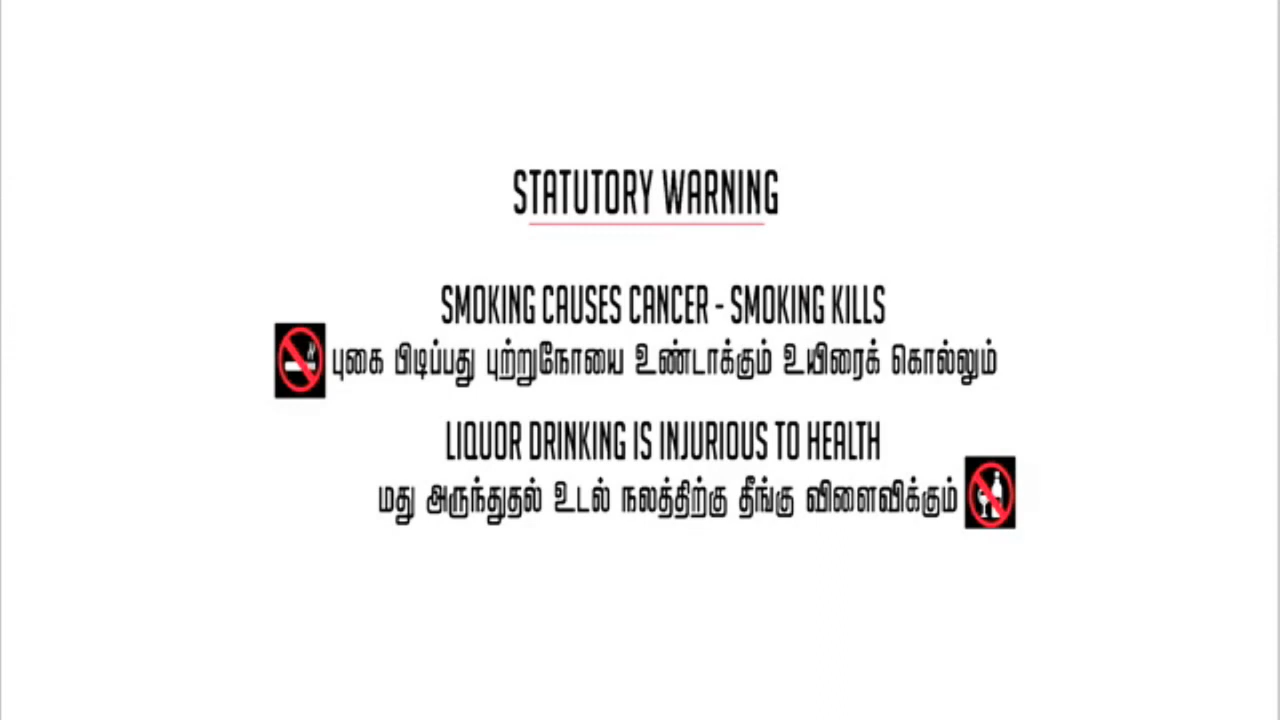 STATUTORY WARNING
SMOKING CAUSES CANCER - SMOKING KILLS
புகை பிடிப்பது புற்றுநோயை உண்டாக்கும் உயிரைக் கொல்லும்
LIQUOR DRINKING IS INJURIOUS TO HEALTH
மது அருந்துதல் உடல் நலத்திற்கு தீங்கு விளைவிக்கும்